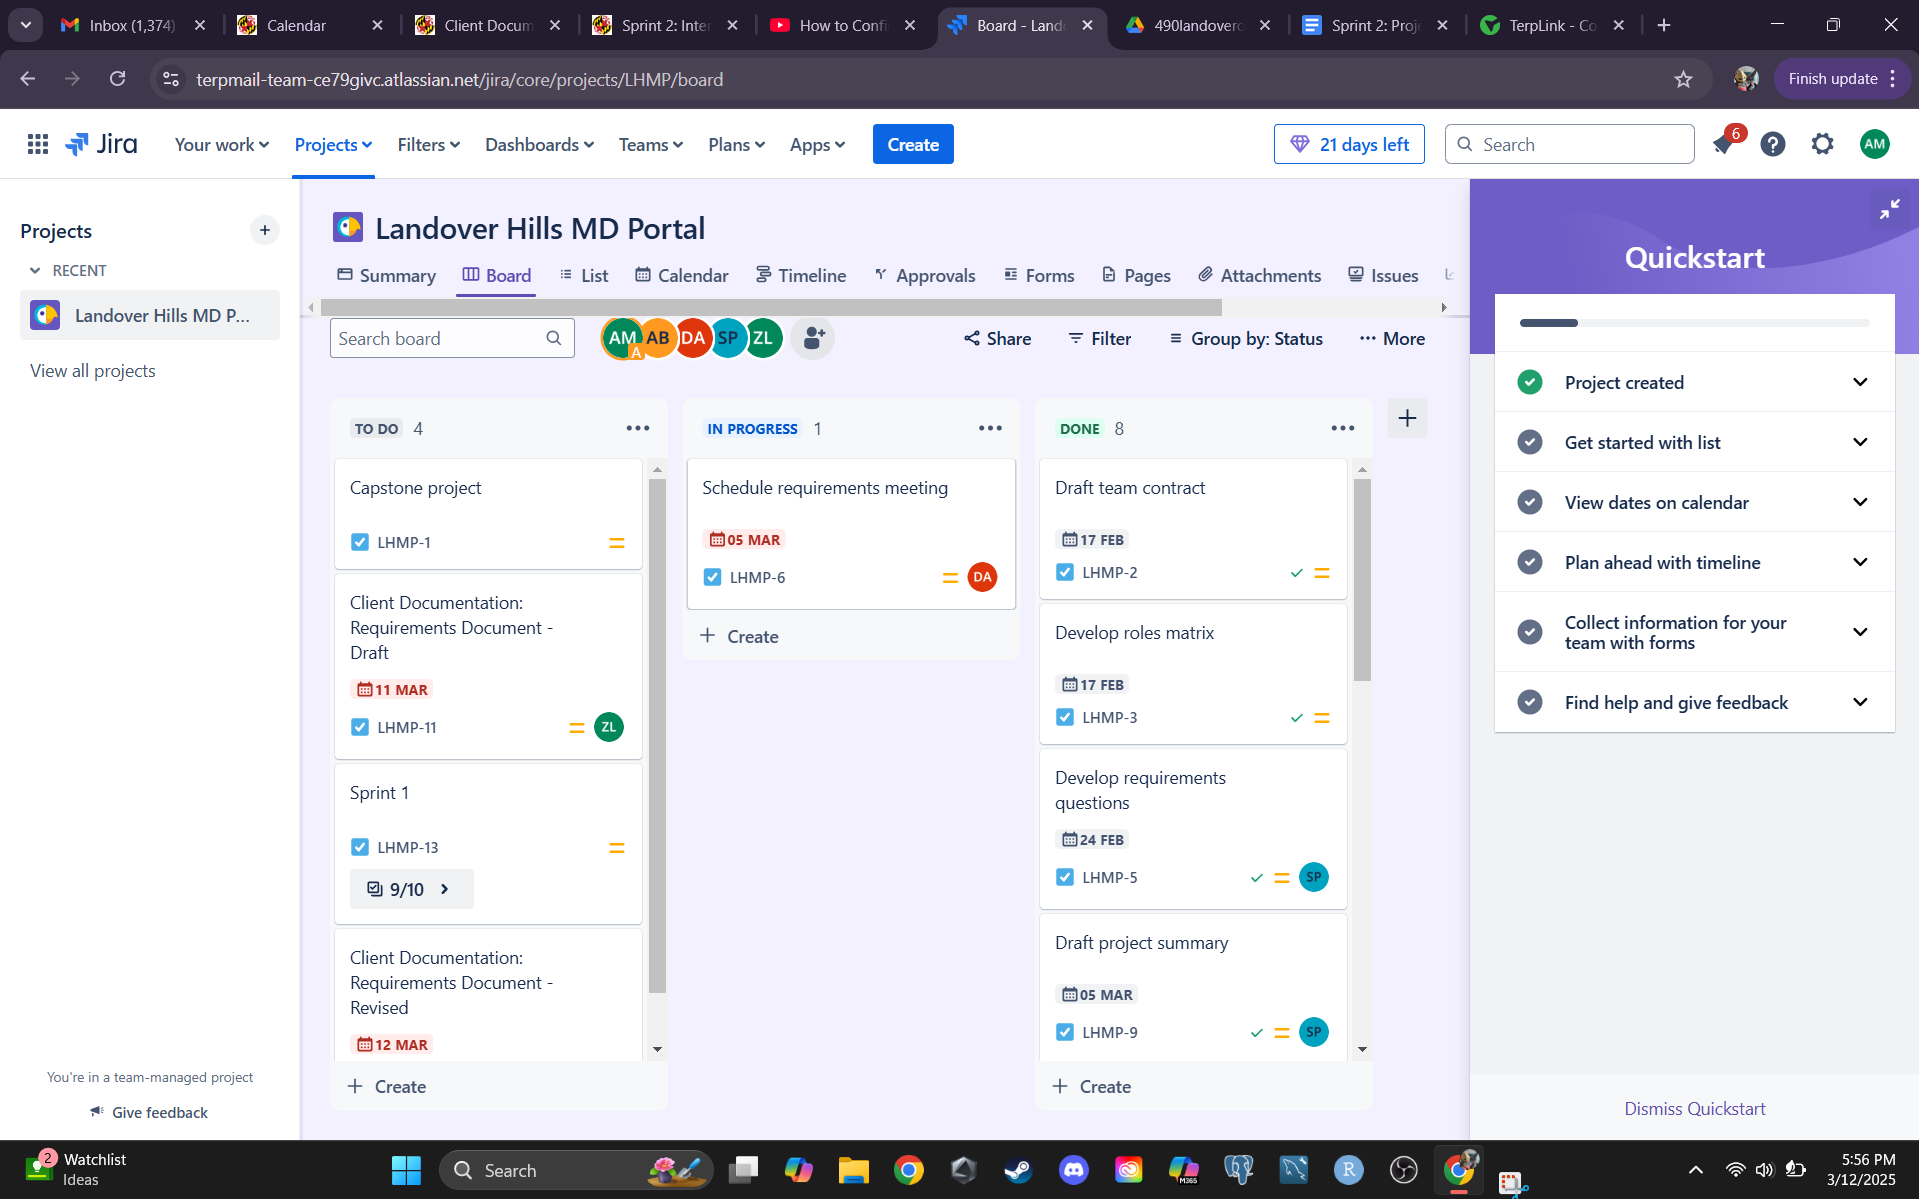 Inbox (1,374)
Calendar
Client Docum
Sprint 2: Inter
How to Confi
Board - Lando
490landoverc
Sprint 2: Proj
TerpLink - Co
terpmail-team-ce79givc.atlassian.net/jira/core/projects/LHMP/board
Finish update
Jira
Your work
Projects
Filters
Dashboards
Teams
Plans
Apps
Create
21 days left
Search
6
AM
Projects
RECENT
Landover Hills MD P...
View all projects
You're in a team-managed project
Give feedback
Landover Hills MD Portal
Summary
Board
List
Calendar
Timeline
Approvals
Forms
Pages
Attachments
Issues
Search board
AM
A
AB
DA
SP
ZL
Share
Filter
Group by: Status
More
TO DO 4
Capstone project
LHMP-1
Client Documentation:
Requirements Document -
Draft
11 MAR
LHMP-11
ZL
Sprint 1
LHMP-13
9/10
Client Documentation:
Requirements Document -
Revised
12 MAR
Create
IN PROGRESS 1
Schedule requirements meeting
05 MAR
LHMP-6
DA
Create
DONE 8
Draft team contract
17 FEB
LHMP-2
Develop roles matrix
17 FEB
LHMP-3
Develop requirements
questions
24 FEB
LHMP-5
SP
Draft project summary
05 MAR
LHMP-9
SP
Create
Quickstart
Project created
Get started with list
View dates on calendar
Plan ahead with timeline
Collect information for your
team with forms
Find help and give feedback
Dismiss Quickstart
2
Watchlist
Ideas
Search
M365
R
5:56 PM
3/12/2025